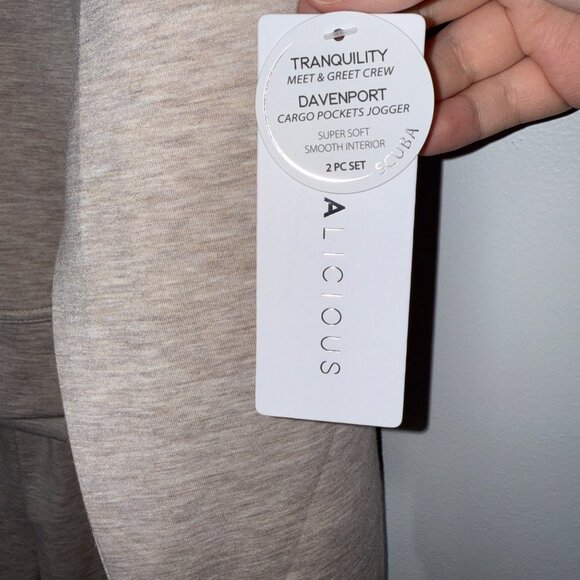 TRANQUILITY
MEET & GREET CREW
DAVENPORT
CARGO POCKETS JOGGER
SUPER SOFT
SMOOTH INTERIOR
2 PC SET
SCUBA
ALICIOUS